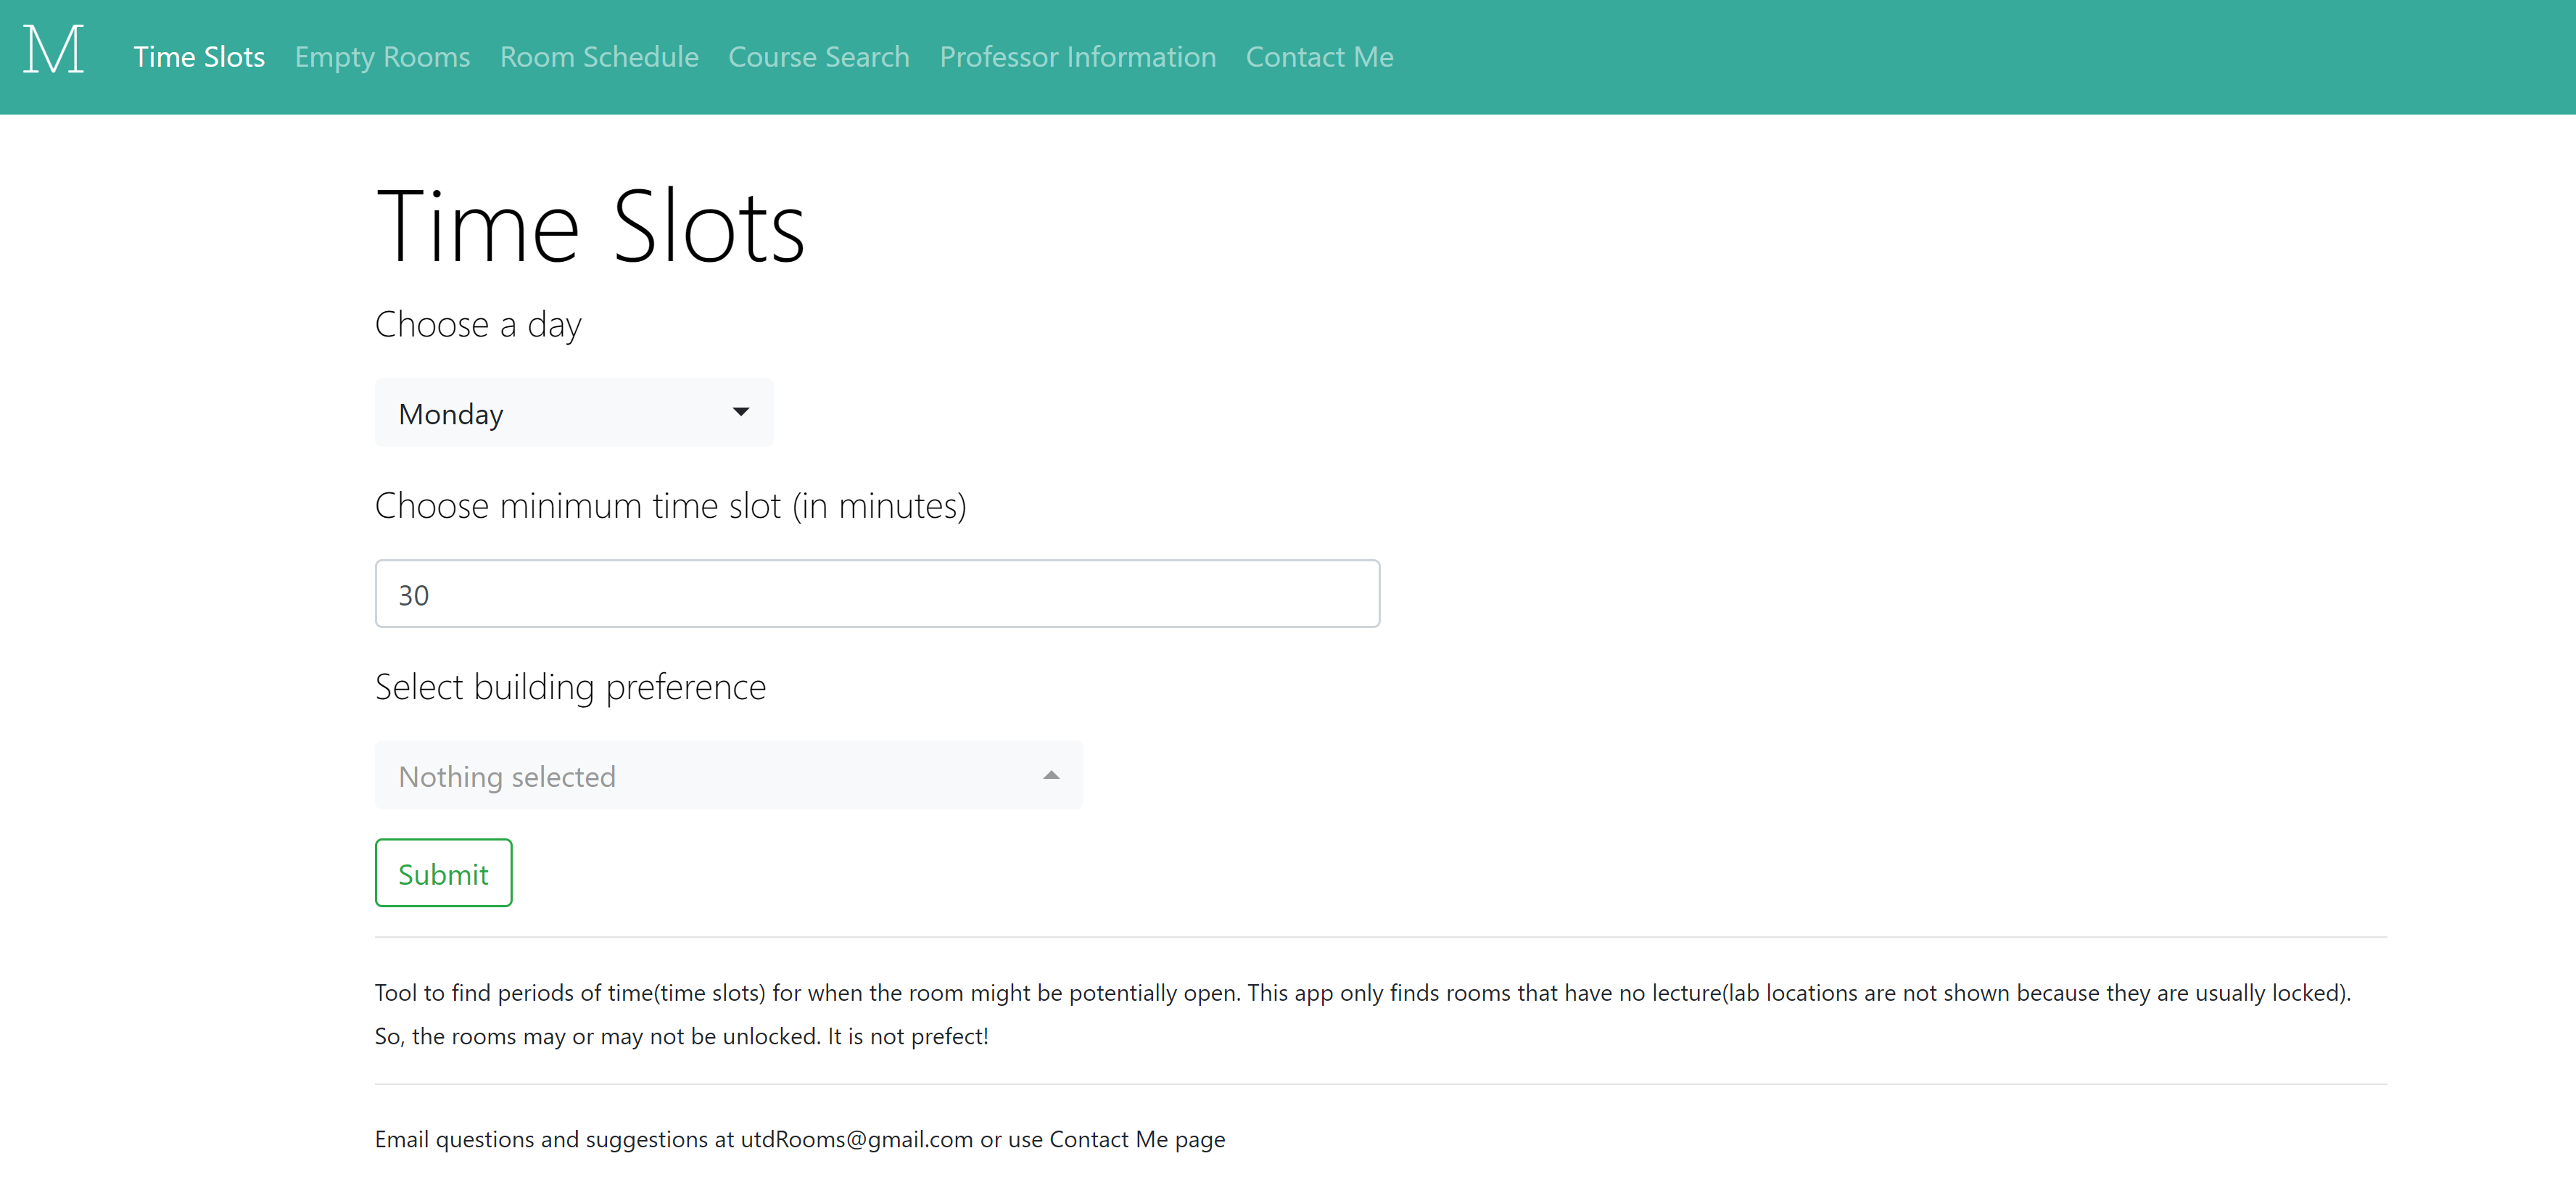 M Time Slots Empty Rooms Room Schedule Course Search Professor Information Contact Me
Time Slots
Choose a day
Monday
Choose minimum time slot (in minutes)
30
Select building preference
Nothing selected
Submit
Tool to find periods of time(time slots) for when the room might be potentially open. This app only finds rooms that have no lecture(lab locations are not shown because they are usually locked).
So, the rooms may or may not be unlocked. It is not prefect!
Email questions and suggestions at utdRooms@gmail.com or use Contact Me page